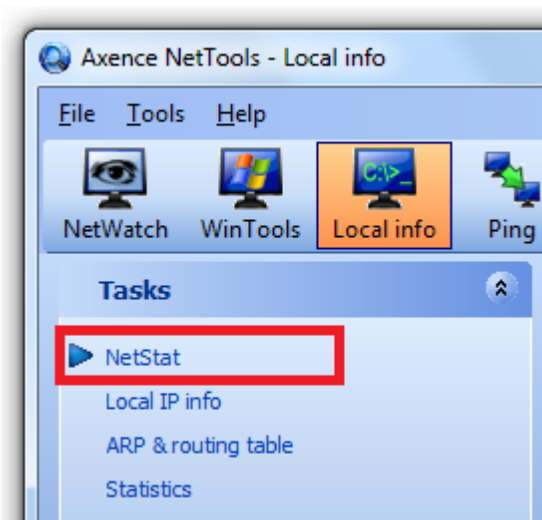 Axence NetTools - Local info
File Tools Help
C:\>_
NetWatch WinTools Local info Ping
Tasks
NetStat
Local IP info
ARP & routing table
Statistics